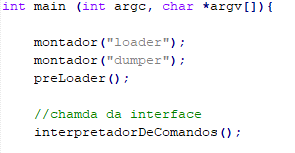 int main (int argc, char *argv[]){
montador("loader");
montador("dumper");
preLoader();
//chamda da interface
interpretadorDeComandos();